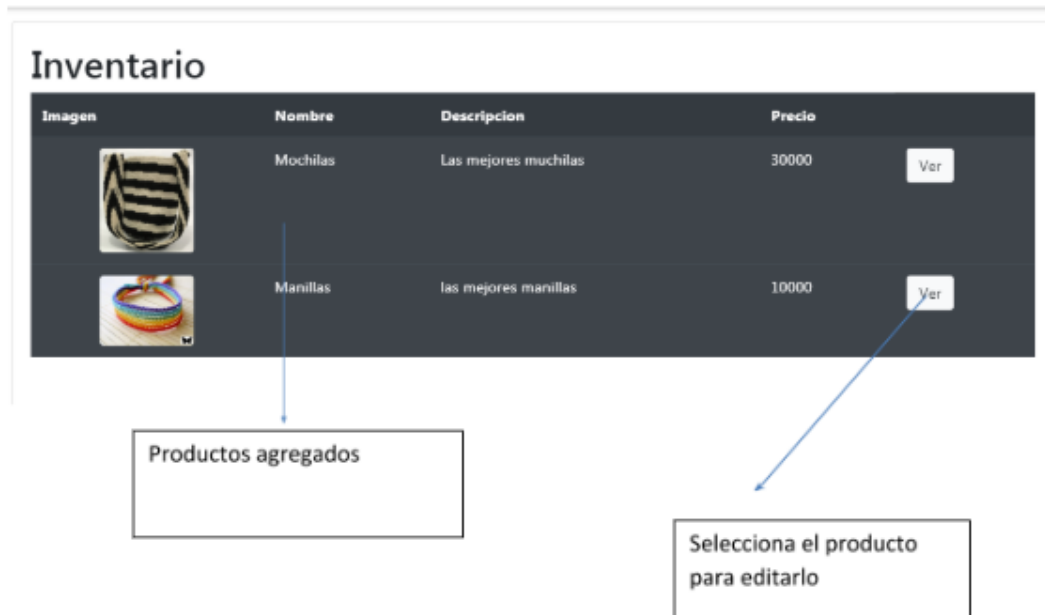 Inventario
Imagen Nombre Descripcion Precio
Mochilas Las mejores muchilas 30000 Ver
Manillas las mejores manillas 10000 Ver
Productos agregados
Selecciona el producto
para editarlo